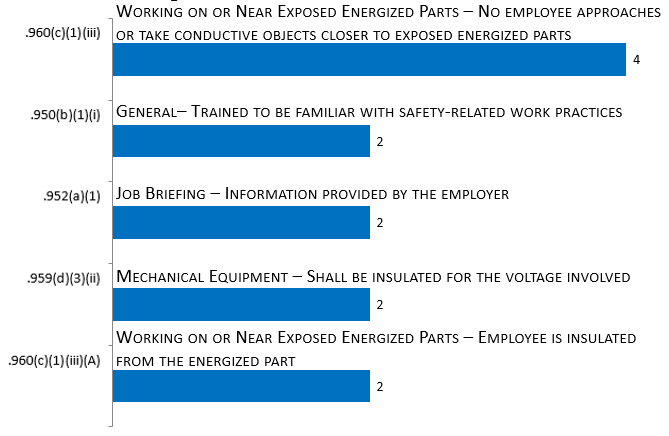 Working on or Near Exposed Energized Parts – No employee approaches
.960(c)(1)(iii)
or take conductive objects closer to exposed energized parts
4
.950(b)(1)(i)
General– Trained to be familiar with safety-related work practices
2
.952(a)(1)
Job Briefing – Information provided by the employer
2
.959(d)(3)(ii)
Mechanical Equipment – Shall be insulated for the voltage involved
2
Working on or Near Exposed Energized Parts – Employee is insulated
.960(c)(1)(iii)(A)
from the energized part
2